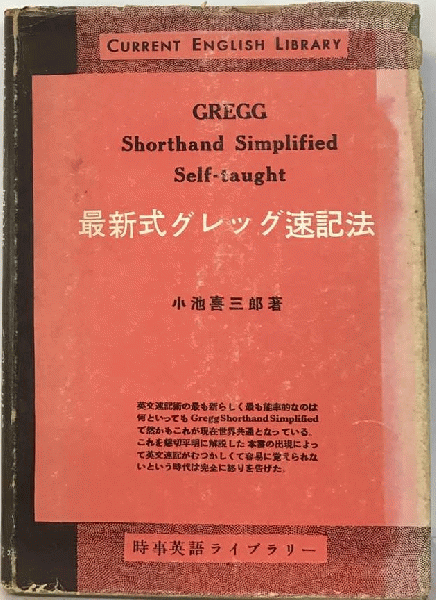 CURRENT ENGLISH LIBRARY
GREGG
Shorthand Simplified
Self-taught
最新式グレッグ速記法
小池喜三郎著
英文速記術の最も新らしく最も能率的なのは
何といっても Gregg Shorthand Simplified
で然かもこれが現在世界共通となっている。
これを懇切平明に解説した本書の出現によっ
て英文速記がむつかしくて容易に覚えられな
いという時代は完全に終りを告げた。
時事英語ライブラリー